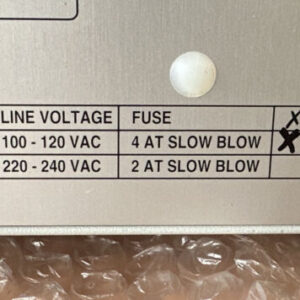 LINE VOLTAGE FUSE X
100 - 120 VAC 4 AT SLOW BLOW X
220 - 240 VAC 2 AT SLOW BLOW